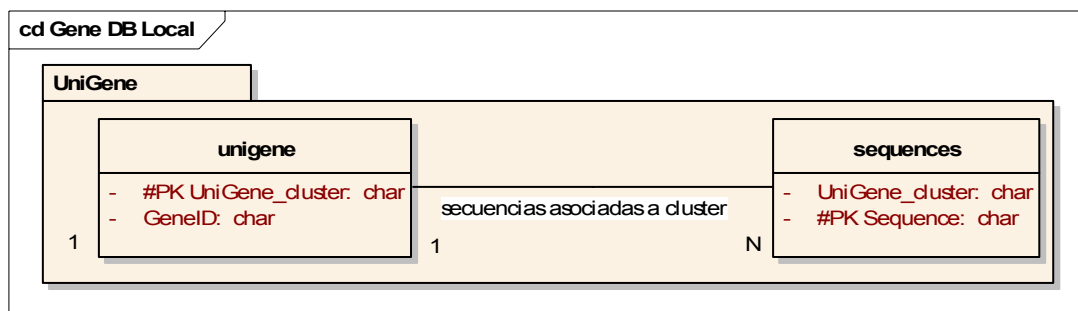 cd Gene DB Local
UniGene
unigene
- #PK UniGene_cluster: char
- GeneID: char
1
secuencias asociadas a cluster
1
N
sequences
- UniGene_cluster: char
- #PK Sequence: char